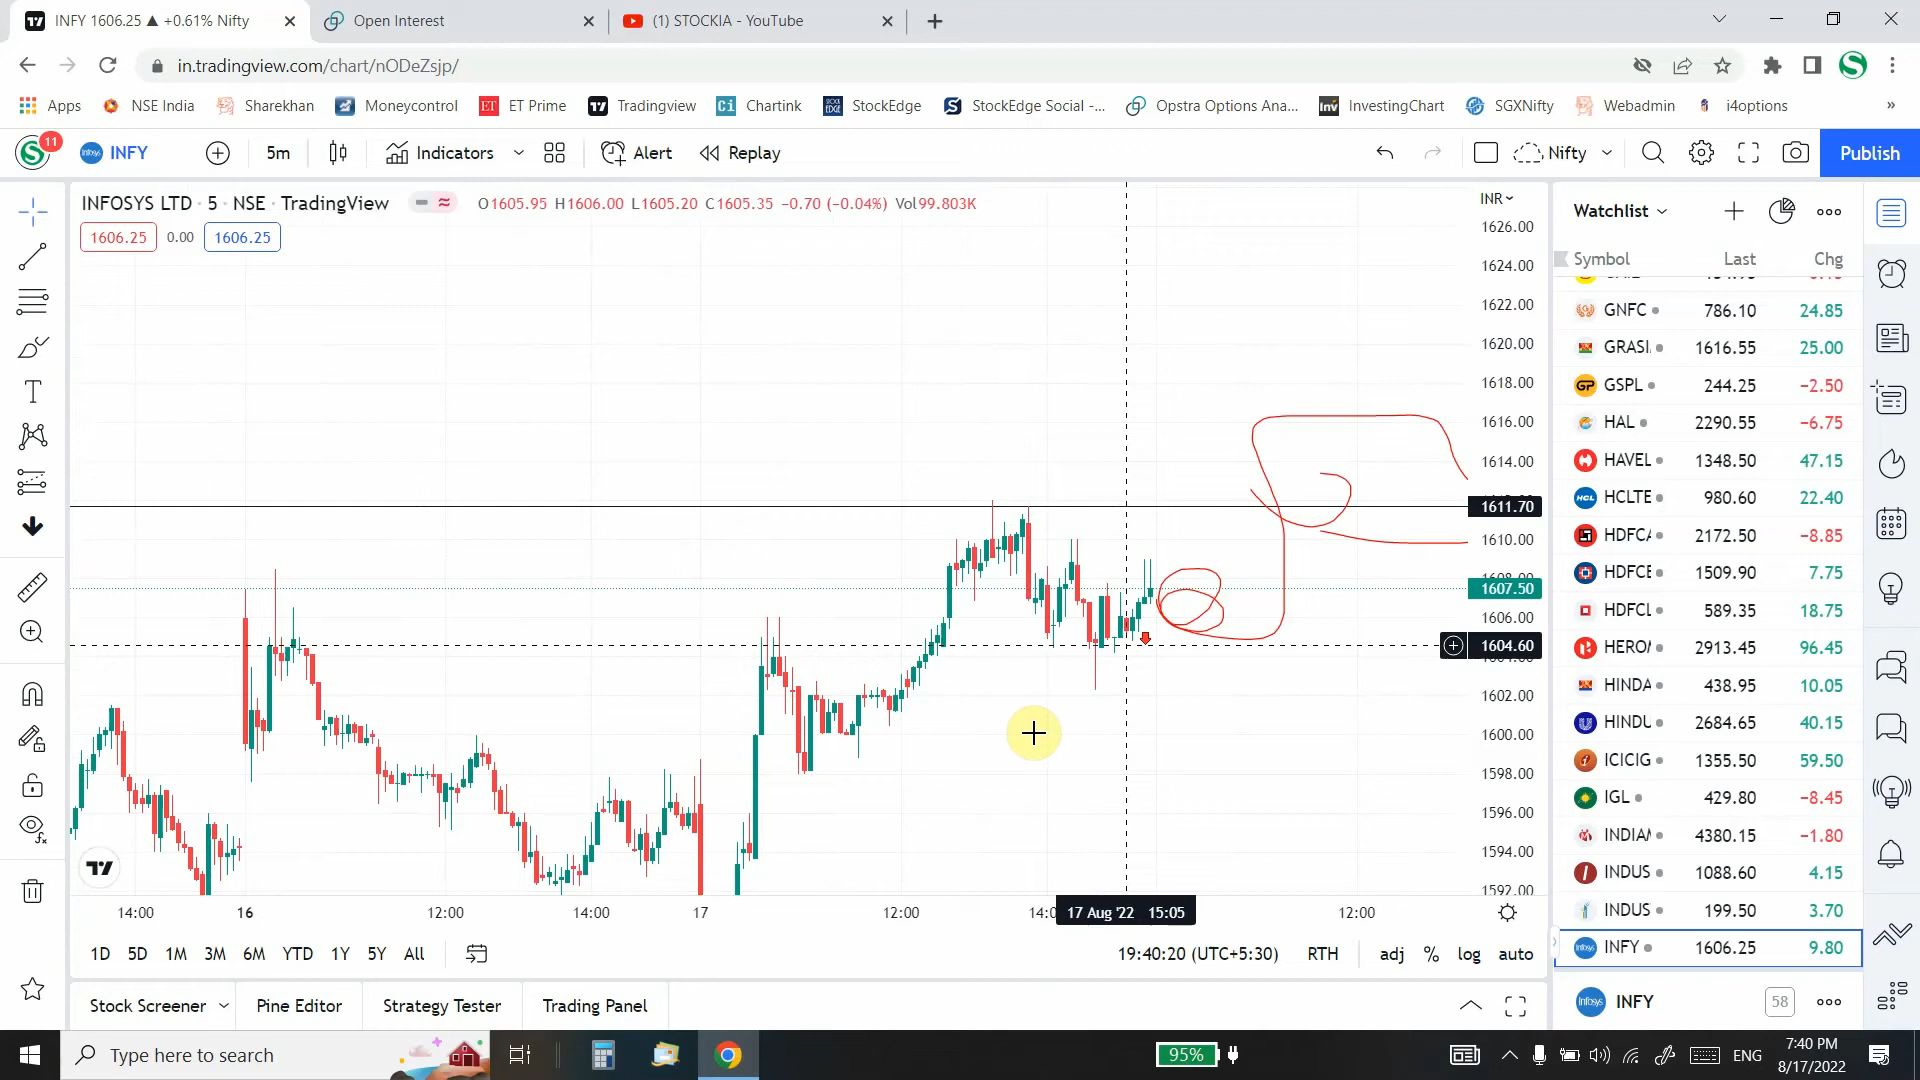 INFY 1606.25 ▲ +0.61% Nifty
Open Interest
(1) STOCKIA - YouTube
in.tradingview.com/chart/nODeZsjp/
Apps
NSE India
Sharekhan
Moneycontrol
ET ET Prime
Tradingview
Ci Chartink
StockEdge
StockEdge Social -...
Opstra Options Ana...
Inv InvestingChart
SGXNifty
Webadmin
i4options
»
11
INFY
5m
Indicators
Alert
Replay
Nifty
Publish
INFOSYS LTD · 5 · NSE · TradingView
O1605.95 H1606.00 L1605.20 C1605.35 −0.70 (−0.04%) Vol99.803K
1606.25 0.00 1606.25
INR
1626.00
1624.00
1622.00
1620.00
1618.00
1616.00
1614.00
1611.70
1610.00
1607.50
1606.00
1604.60
1602.00
1600.00
1598.00
1596.00
1594.00
1592.00
14:00 16 12:00 14:00 17 12:00 14:0 17 Aug '22 15:05 12:00
1D 5D 1M 3M 6M YTD 1Y 5Y All
19:40:20 (UTC+5:30) RTH adj % log auto
Stock Screener Pine Editor Strategy Tester Trading Panel
Watchlist
Symbol Last Chg
GNFC 786.10 24.85
GRASI 1616.55 25.00
GP GSPL 244.25 −2.50
HAL 2290.55 −6.75
HAVEL 1348.50 47.15
HCL HCLTE 980.60 22.40
HDFCA 2172.50 −8.85
HDFCB 1509.90 7.75
HDFCL 589.35 18.75
HEROM 2913.45 96.45
HINDA 438.95 10.05
HINDU 2684.65 40.15
ICICIG 1355.50 59.50
IGL 429.80 −8.45
INDIAM 4380.15 −1.80
INDUS 1088.60 4.15
INDUS 199.50 3.70
INFY 1606.25 9.80
Infosys INFY 58
Type here to search
95%
ENG
7:40 PM
8/17/2022